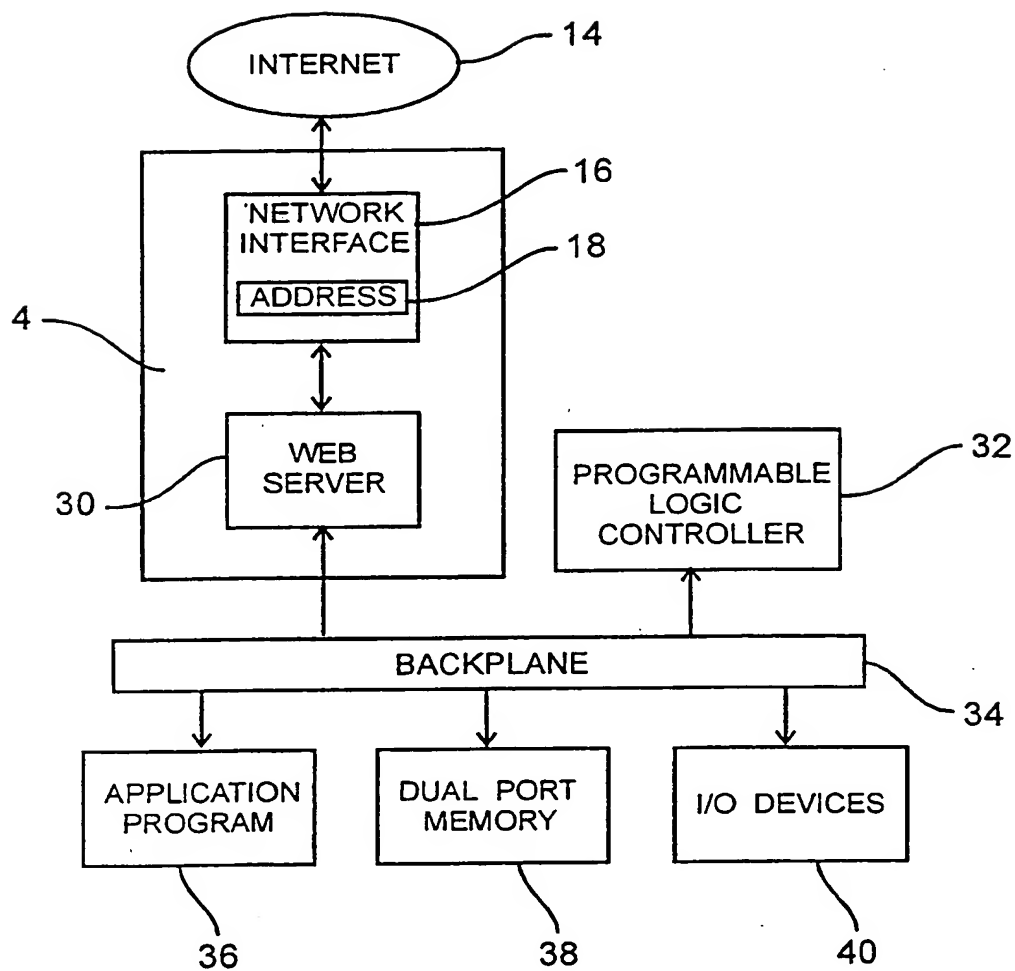 INTERNET
14
16
NETWORK
INTERFACE
18
ADDRESS
4
WEB
SERVER
30
32
PROGRAMMABLE
LOGIC
CONTROLLER
BACKPLANE
34
APPLICATION
PROGRAM
DUAL PORT
MEMORY
I/O DEVICES
36
38
40